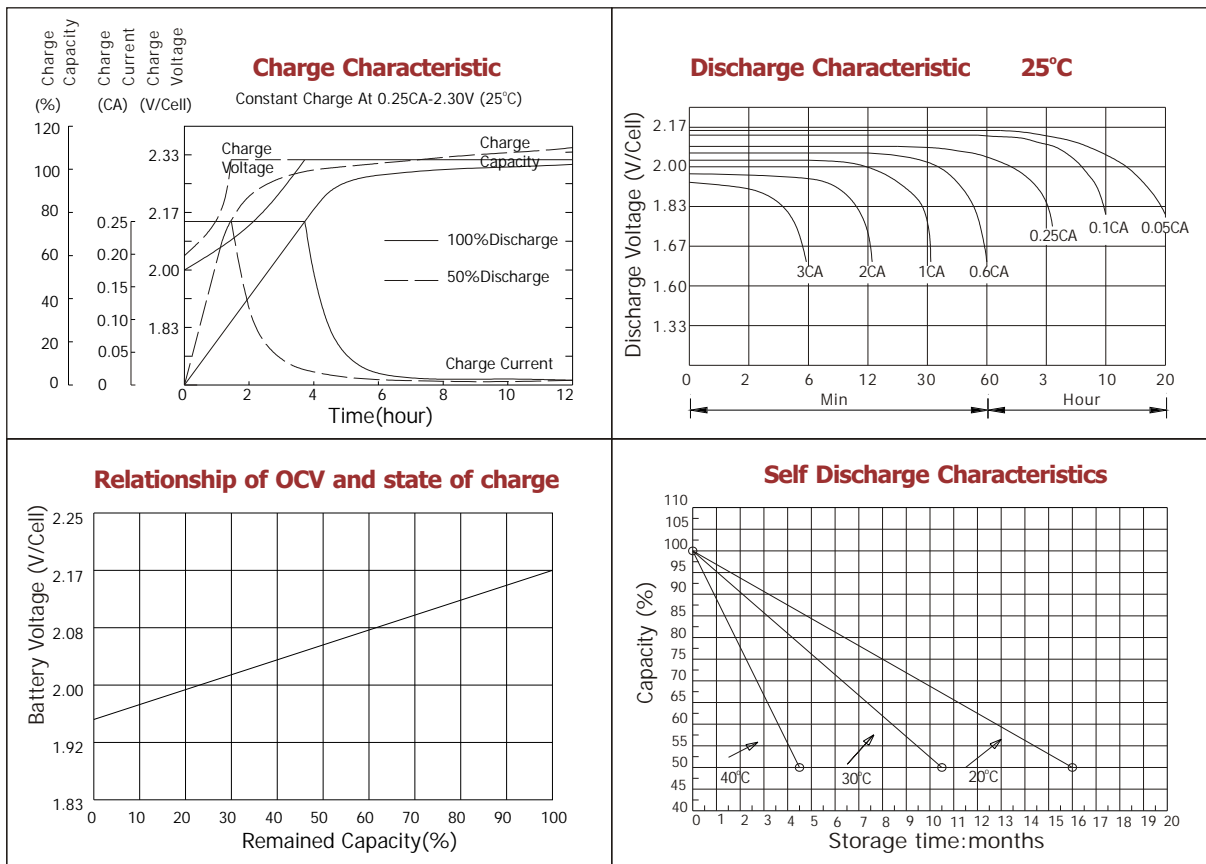 Charge Capacity
Charge Current
Charge Voltage
(%)
(CA)
(V/Cell)
Charge Characteristic
Constant Charge At 0.25CA-2.30V (25°C)
120
100
80
60
40
20
0
0.25
0.20
0.15
0.10
0.05
0
2.33
2.17
2.00
1.83
Charge Voltage
Charge Capacity
100%Discharge
50%Discharge
Charge Current
0 2 4 6 8 10 12
Time(hour)
Discharge Characteristic 25°C
Discharge Voltage (V/Cell)
2.17
2.00
1.83
1.67
1.60
1.33
3CA 2CA 1CA 0.6CA 0.25CA 0.1CA 0.05CA
0 2 6 12 30 60 3 10 20
Min Hour
Relationship of OCV and state of charge
Battery Voltage (V/Cell)
2.25
2.17
2.08
2.00
1.92
1.83
0 10 20 30 40 50 60 70 80 90 100
Remained Capacity(%)
Self Discharge Characteristics
Capacity (%)
110
105
100
95
90
85
80
75
70
65
60
55
50
45
40
40°C 30°C 20°C
0 1 2 3 4 5 6 7 8 9 10 11 12 13 14 15 16 16 17 18 19 20
Storage time:months